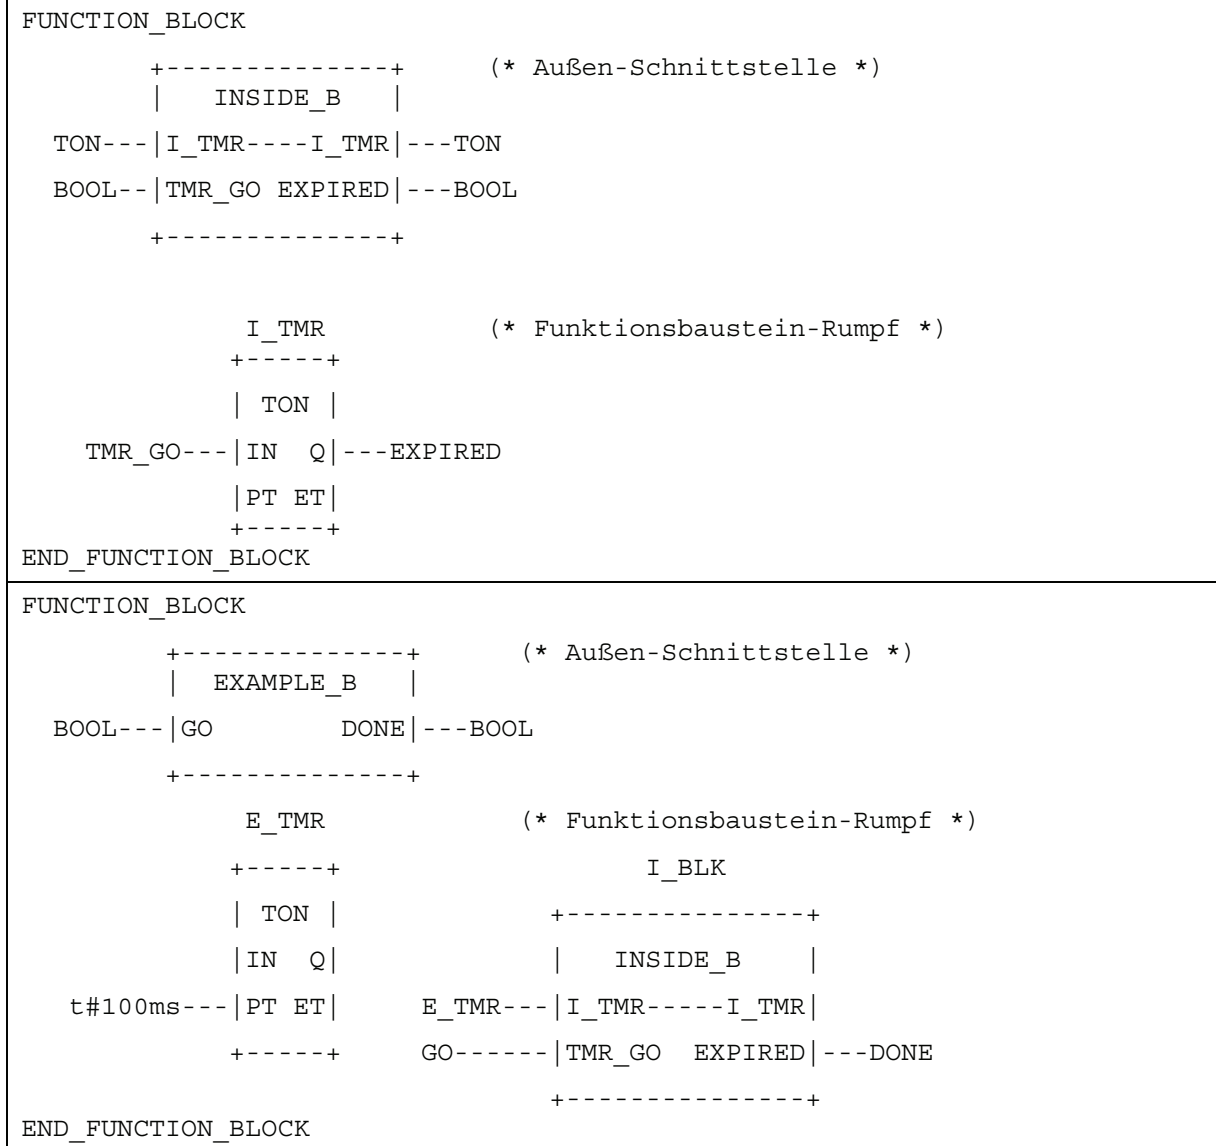 FUNCTION_BLOCK
        +--------------+     (* Außen-Schnittstelle *)
        |   INSIDE_B   |
  TON---|I_TMR----I_TMR|---TON
  BOOL--|TMR_GO EXPIRED|---BOOL
        +--------------+
              I_TMR          (* Funktionsbaustein-Rumpf *)
             +-----+
             | TON |
    TMR_GO---|IN  Q|---EXPIRED
             |PT ET|
             +-----+
END_FUNCTION_BLOCK
FUNCTION_BLOCK
         +--------------+      (* Außen-Schnittstelle *)
         |  EXAMPLE_B   |
  BOOL---|GO        DONE|---BOOL
         +--------------+
              E_TMR            (* Funktionsbaustein-Rumpf *)
             +-----+                   I_BLK
             | TON |             +---------------+
             |IN  Q|             |   INSIDE_B    |
   t#100ms---|PT ET|     E_TMR---|I_TMR-----I_TMR|
             +-----+     GO------|TMR_GO  EXPIRED|---DONE
                                 +---------------+
END_FUNCTION_BLOCK